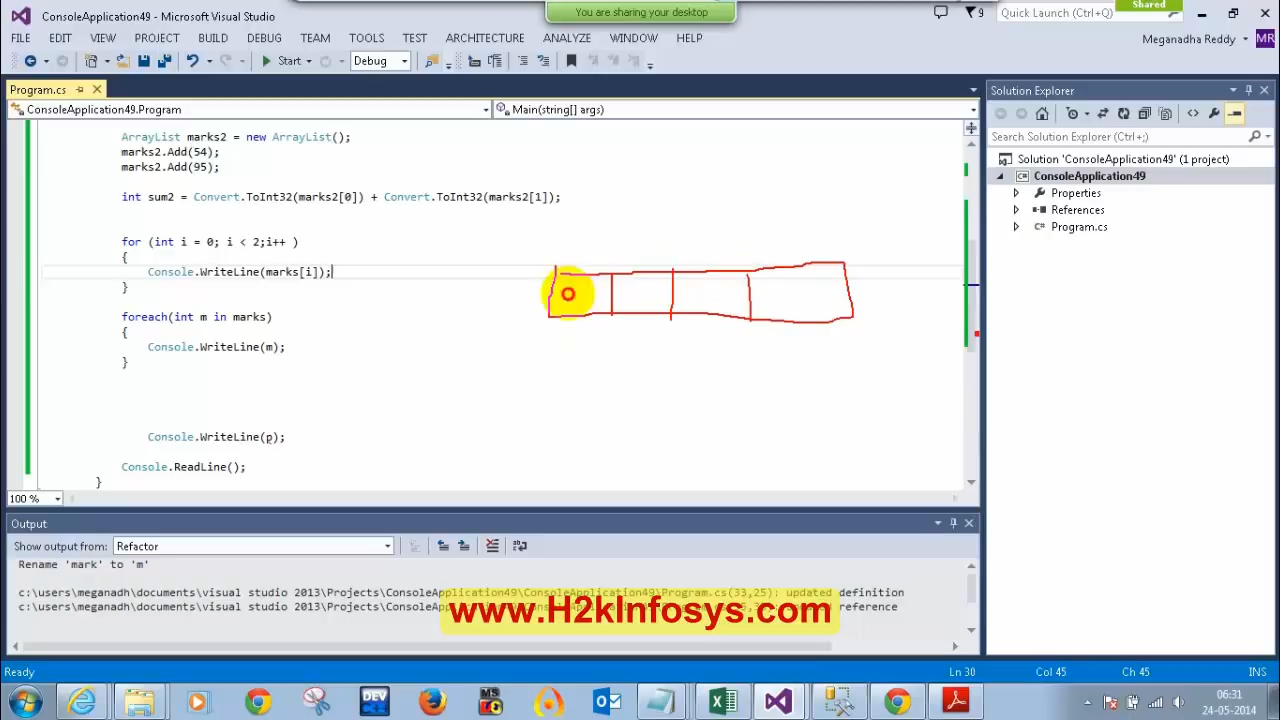 You are sharing your desktop
Shared
ConsoleApplication49 - Microsoft Visual Studio
9
Quick Launch (Ctrl+Q)
FILE EDIT VIEW PROJECT BUILD DEBUG TEAM TOOLS TEST ARCHITECTURE ANALYZE WINDOW HELP
Meganadha Reddy MR
Start Debug
Program.cs
Solution Explorer
ConsoleApplication49.Program
Main(string[] args)
Search Solution Explorer (Ctrl+;)
Solution 'ConsoleApplication49' (1 project)
ConsoleApplication49
Properties
References
Program.cs
ArrayList marks2 = new ArrayList();
marks2.Add(54);
marks2.Add(95);
int sum2 = Convert.ToInt32(marks2[0]) + Convert.ToInt32(marks2[1]);
for (int i = 0; i < 2;i++ )
{
Console.WriteLine(marks[i]);
}
foreach(int m in marks)
{
Console.WriteLine(m);
}
Console.WriteLine(p);
Console.ReadLine();
}
100 %
Output
Show output from: Refactor
Rename 'mark' to 'm'
c:\users\meganadh\documents\visual studio 2013\Projects\ConsoleApplication49\ConsoleApplication49\Program.cs(33,25): updated definition
c:\users\meganadh\documents\visual studio 2013\Projects\ConsoleAp
reference
www.H2kInfosys.com
Ready Ln 30 Col 45 Ch 45 INS
DEV
MS
06:31
24-05-2014